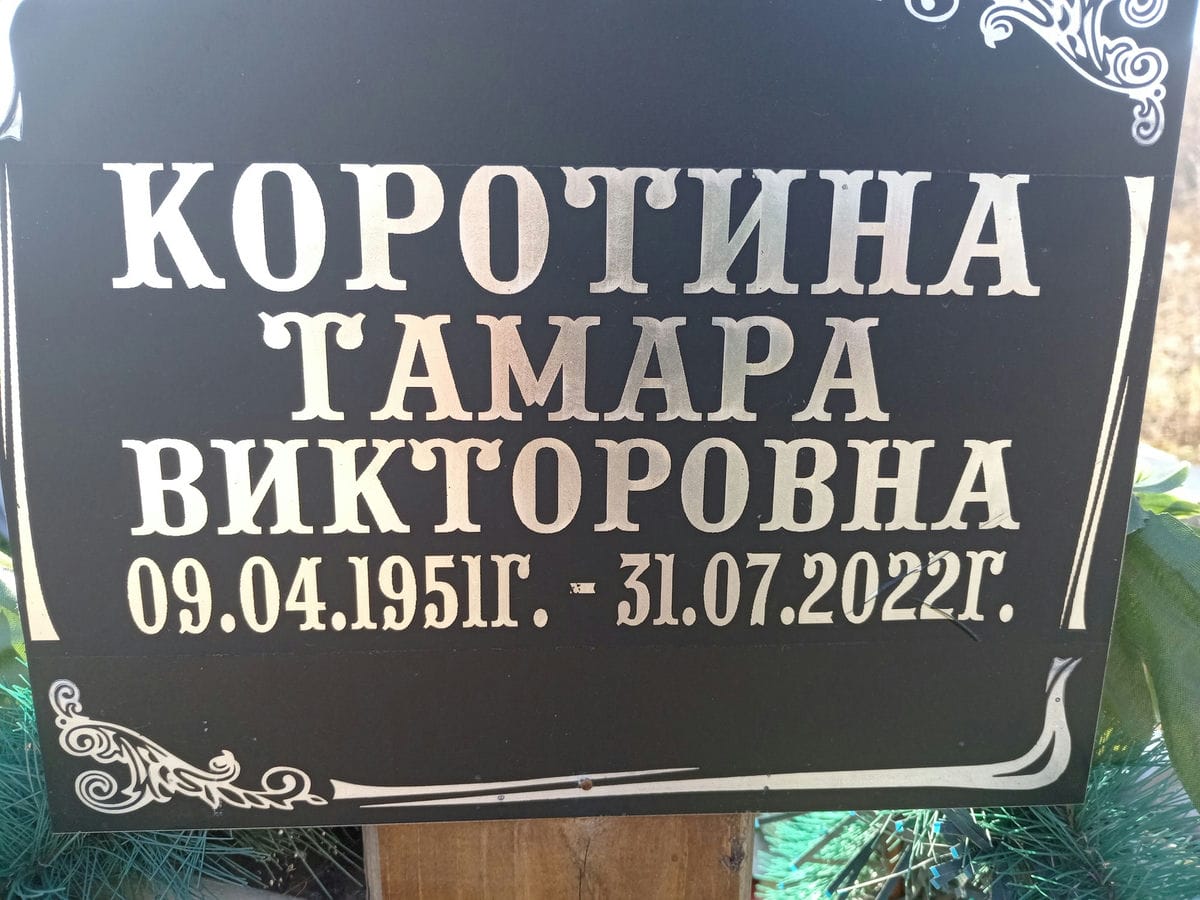 КОРОТИНА
ТАМАРА
ВИКТОРОВНА
09.04.1951Г. - 31.07.2022Г.